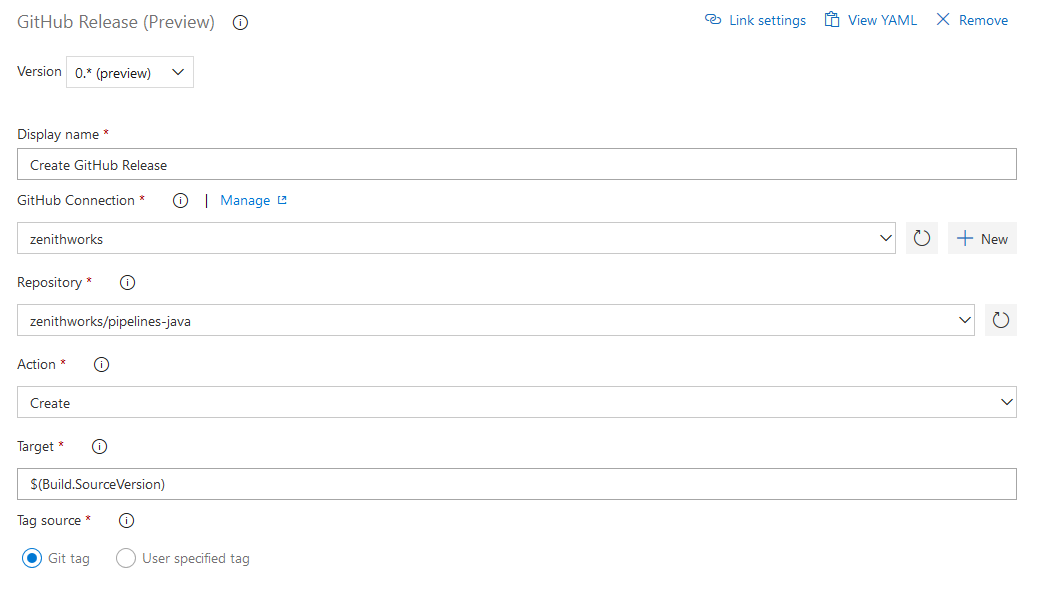 GitHub Release (Preview)
Link settings View YAML Remove
Version 0.* (preview)
Display name *
Create GitHub Release
GitHub Connection * | Manage
zenithworks
New
Repository *
zenithworks/pipelines-java
Action *
Create
Target *
$(Build.SourceVersion)
Tag source *
Git tag User specified tag